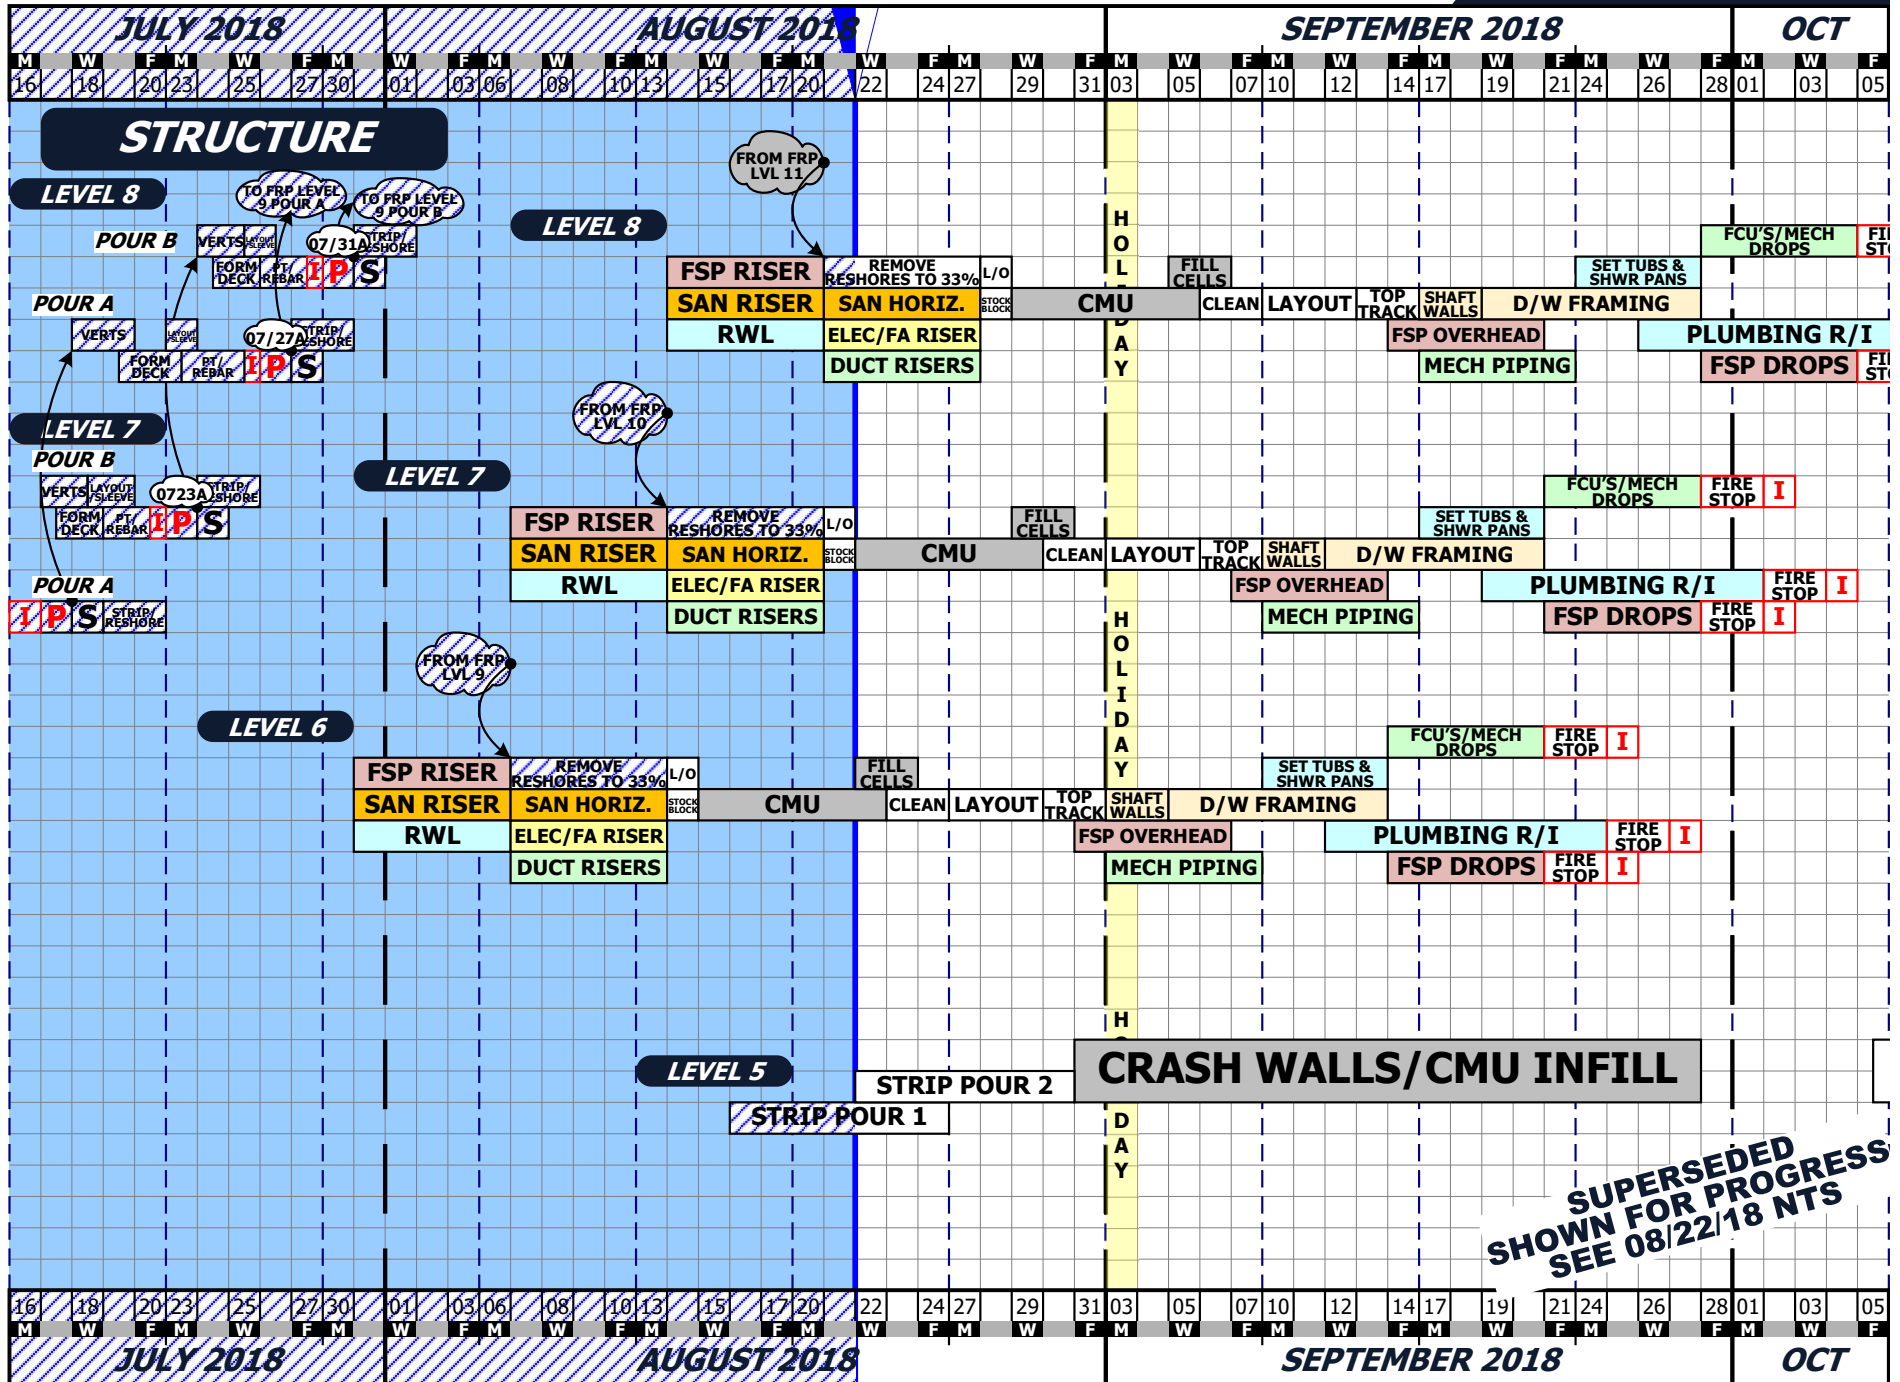 JULY 2018 AUGUST 2018 SEPTEMBER 2018 OCT
M W F M W F M W F M W F M W F M W F M W F M W F M W F M W F M W F M W F
16 18 20 23 25 27 30 01 03 06 08 10 13 15 17 20 22 24 27 29 31 03 05 07 10 12 14 17 19 21 24 26 28 01 03 05
STRUCTURE
LEVEL 8
TO FRP LEVEL
9 POUR A
TO FRP LEVEL
9 POUR B
POUR B
VERTS
LAYOUT
/SLEEVE
07/31A
STRIP/
RESHORE
FORM
DECK
PT/
REBAR
I
P
S
POUR A
VERTS
LAYOUT
/SLEEVE
07/27A
STRIP/
RESHORE
FORM
DECK
PT/
REBAR
I
P
S
LEVEL 7
POUR B
VERTS
LAYOUT
/SLEEVE
0723A
STRIP/
RESHORE
FORM
DECK
PT/
REBAR
I
P
S
POUR A
I
P
S
STRIP/
RESHORE
FROM FRP
LVL 11
LEVEL 8
FCU'S/MECH
DROPS
FSP RISER
REMOVE
RESHORES TO 33%
L/O
FILL
CELLS
SET TUBS &
SHWR PANS
SAN RISER
SAN HORIZ.
STOCK
BLOCK
CMU
CLEAN
LAYOUT
TOP
TRACK
SHAFT
WALLS
D/W FRAMING
RWL
ELEC/FA RISER
FSP OVERHEAD
PLUMBING R/I
DUCT RISERS
MECH PIPING
FSP DROPS
FROM FRP
LVL 10
LEVEL 7
FCU'S/MECH
DROPS
FIRE
STOP
I
FSP RISER
REMOVE
RESHORES TO 33%
L/O
FILL
CELLS
SET TUBS &
SHWR PANS
SAN RISER
SAN HORIZ.
STOCK
BLOCK
CMU
CLEAN
LAYOUT
TOP
TRACK
SHAFT
WALLS
D/W FRAMING
RWL
ELEC/FA RISER
FSP OVERHEAD
PLUMBING R/I
FIRE
STOP
I
DUCT RISERS
MECH PIPING
FSP DROPS
FIRE
STOP
I
FROM FRP
LVL 9
LEVEL 6
FCU'S/MECH
DROPS
FIRE
STOP
I
FSP RISER
REMOVE
RESHORES TO 33%
L/O
FILL
CELLS
SET TUBS &
SHWR PANS
SAN RISER
SAN HORIZ.
STOCK
BLOCK
CMU
CLEAN
LAYOUT
TOP
TRACK
SHAFT
WALLS
D/W FRAMING
RWL
ELEC/FA RISER
FSP OVERHEAD
PLUMBING R/I
FIRE
STOP
I
DUCT RISERS
MECH PIPING
FSP DROPS
FIRE
STOP
I
HOLIDAY
LEVEL 5
CRASH WALLS/CMU INFILL
STRIP POUR 2
STRIP POUR 1
SUPERSEDED
SHOWN FOR PROGRESS
SEE 08/22/18 NTS
16 18 20 23 25 27 30 01 03 06 08 10 13 15 17 20 22 24 27 29 31 03 05 07 10 12 14 17 19 21 24 26 28 01 03 05
M W F M W F M W F M W F M W F M W F M W F M W F M W F M W F M W F M W F
JULY 2018 AUGUST 2018 SEPTEMBER 2018 OCT